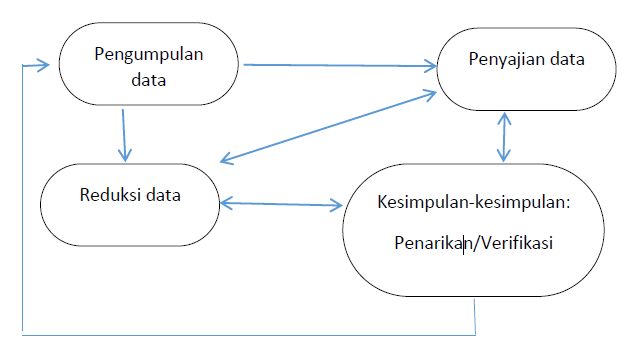 Pengumpulan
data
Penyajian data
Reduksi data
Kesimpulan-kesimpulan:
Penarikan/Verifikasi